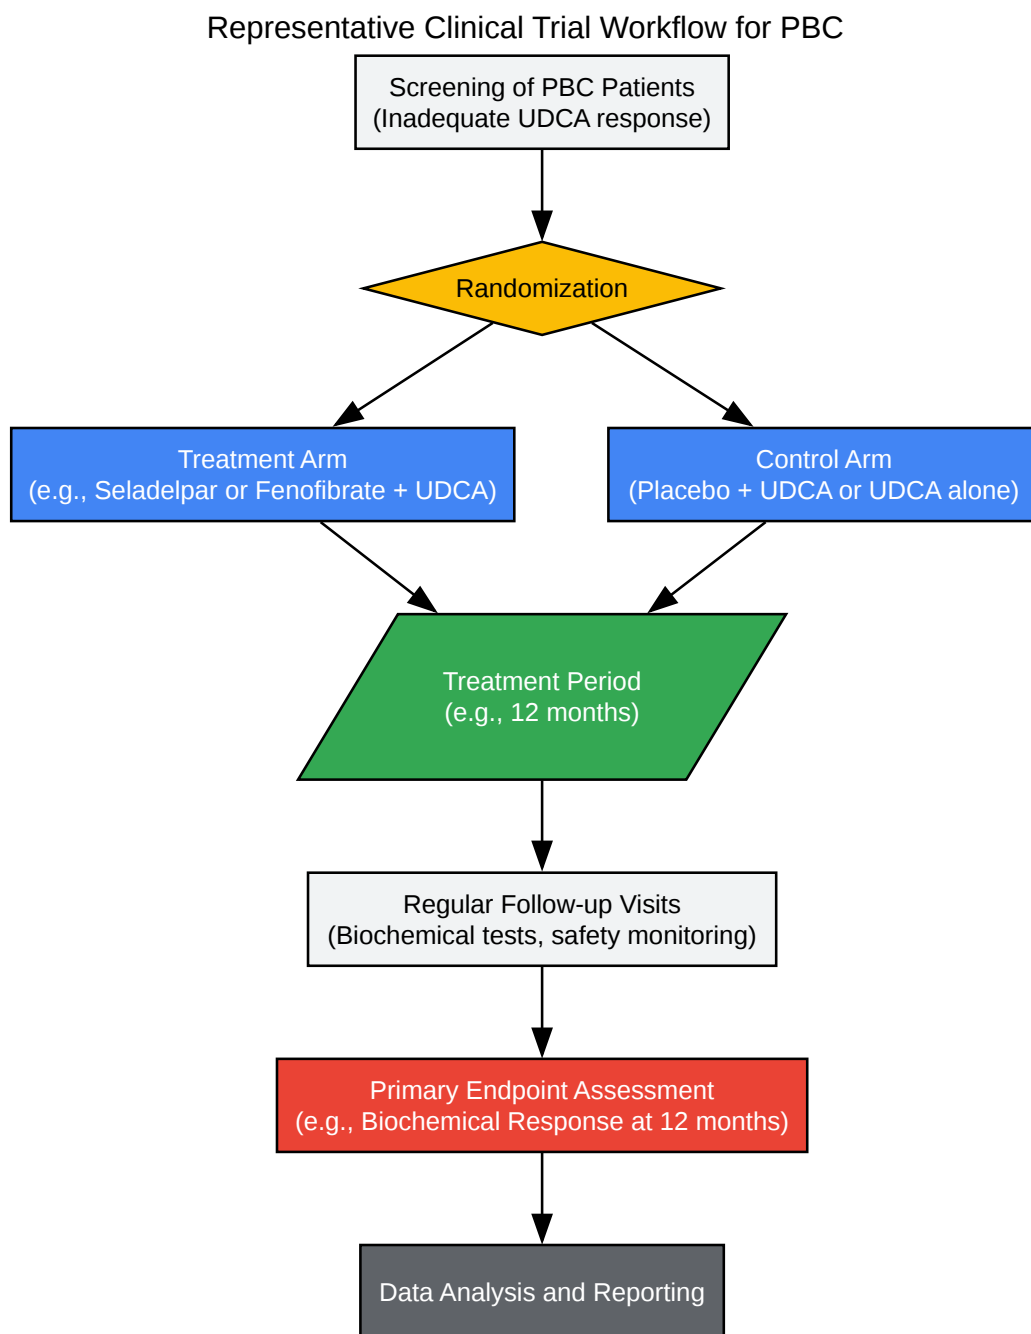 Representative Clinical Trial Workflow for PBC
Screening of PBC Patients
(Inadequate UDCA response)
Randomization
Treatment Arm
(e.g., Seladelpar or Fenofibrate + UDCA)
Control Arm
(Placebo + UDCA or UDCA alone)
Treatment Period
(e.g., 12 months)
Regular Follow-up Visits
(Biochemical tests, safety monitoring)
Primary Endpoint Assessment
(e.g., Biochemical Response at 12 months)
Data Analysis and Reporting